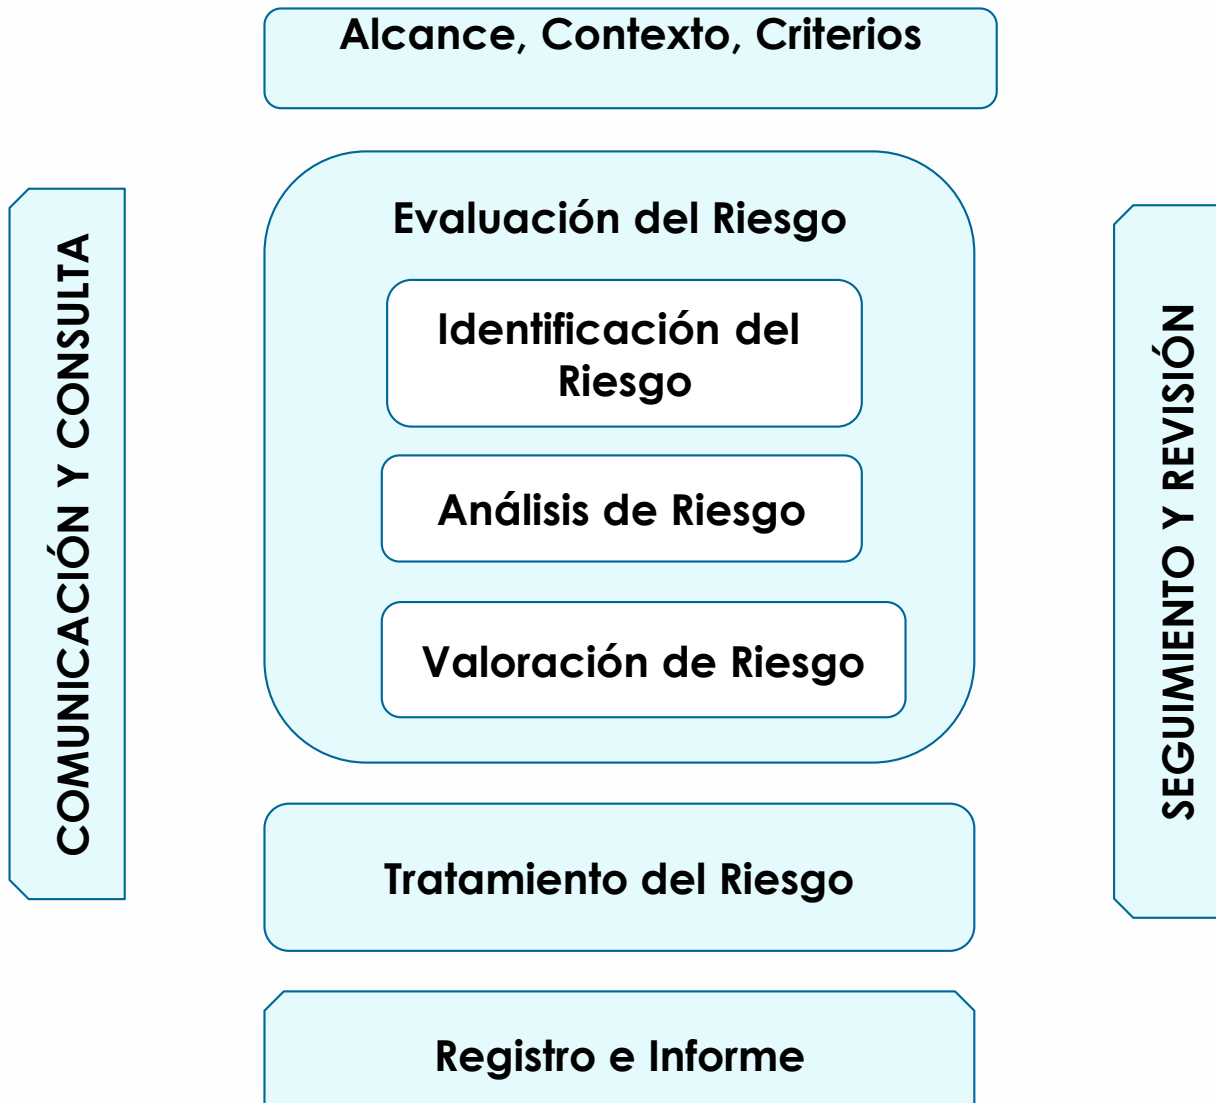 Alcance, Contexto, Criterios
COMUNICACIÓN Y CONSULTA
Evaluación del Riesgo
Identificación del
Riesgo
Análisis de Riesgo
Valoración de Riesgo
SEGUIMIENTO Y REVISIÓN
Tratamiento del Riesgo
Registro e Informe